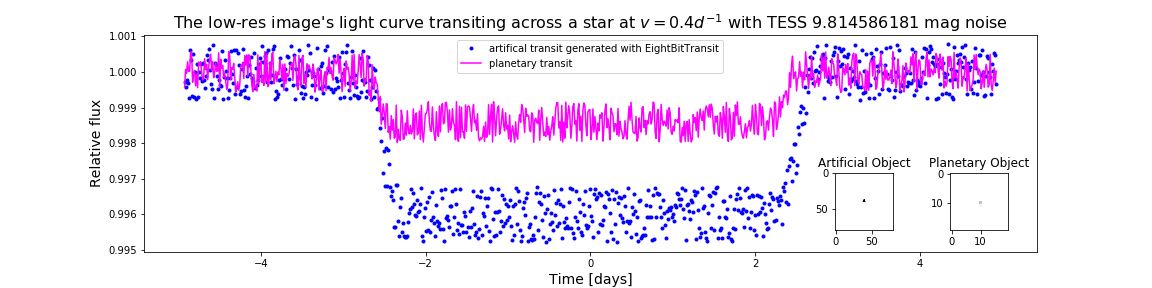 The low-res image's light curve transiting across a star at v = 0.4d⁻¹ with TESS 9.814586181 mag noise
1.001
1.000
0.999
0.998
0.997
0.996
0.995
Relative flux
artifical transit generated with EightBitTransit
planetary transit
Artificial Object
0
50
0 50
Planetary Object
0
10
0 10
−4 −2 0 2 4
Time [days]